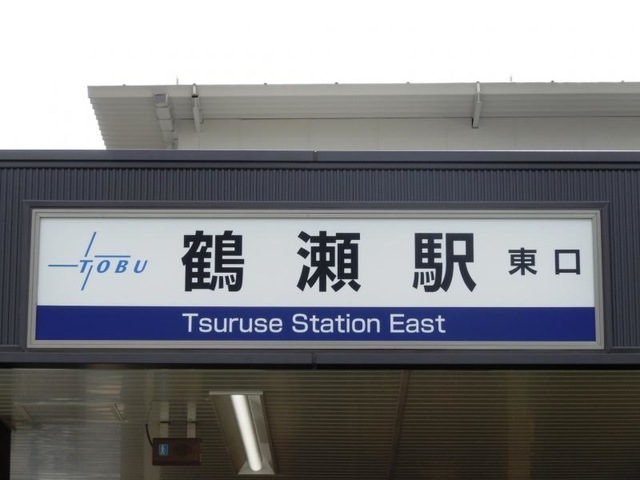 TOBU 鶴瀬駅 東口
Tsuruse Station East